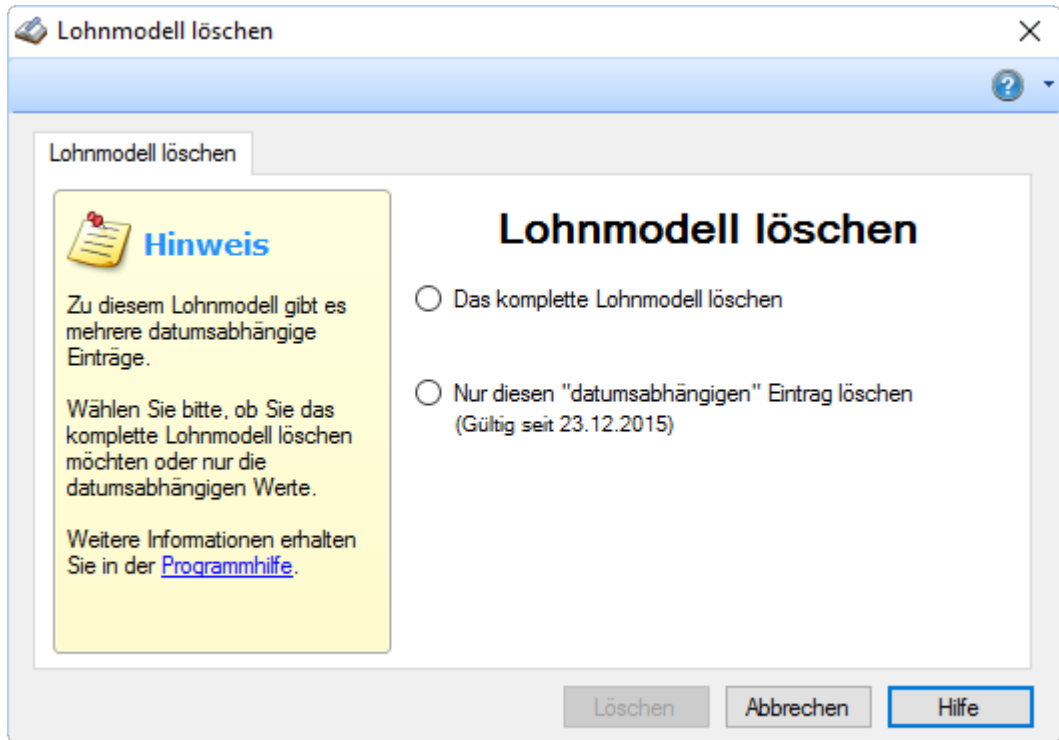 Lohnmodell löschen
Lohnmodell löschen
Hinweis
Zu diesem Lohnmodell gibt es
mehrere datumsabhängige
Einträge.
Wählen Sie bitte, ob Sie das
komplette Lohnmodell löschen
möchten oder nur die
datumsabhängigen Werte.
Weitere Informationen erhalten
Sie in der Programmhilfe.
Lohnmodell löschen
Das komplette Lohnmodell löschen
Nur diesen "datumsabhängigen" Eintrag löschen
(Gültig seit 23.12.2015)
Löschen Abbrechen Hilfe